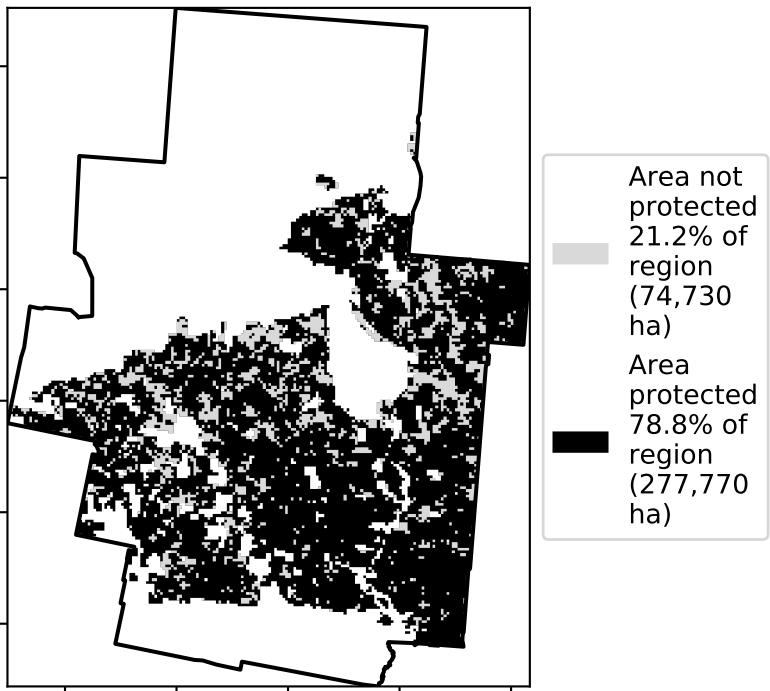 Area not
protected
21.2% of
region
(74,730
ha)
Area
protected
78.8% of
region
(277,770
ha)